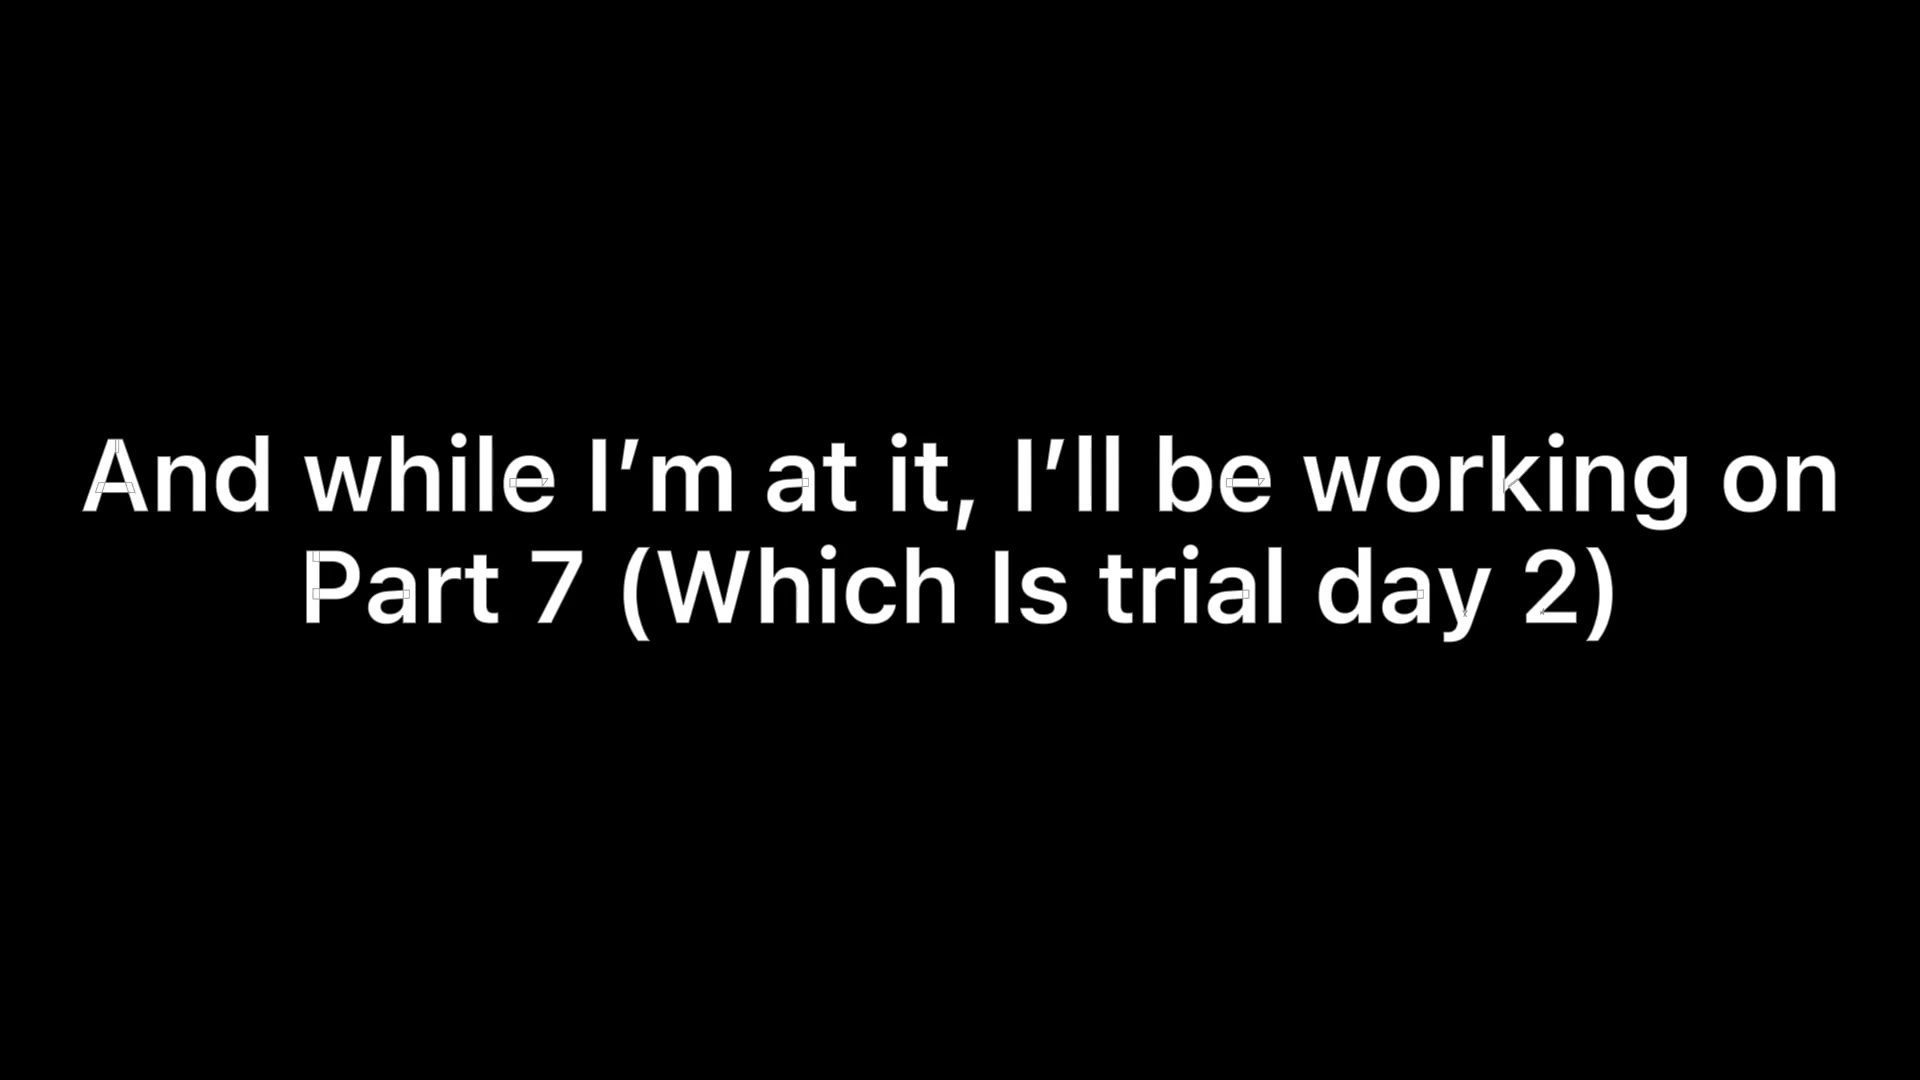 And while I’m at it, I’ll be working on
Part 7 (Which Is trial day 2)